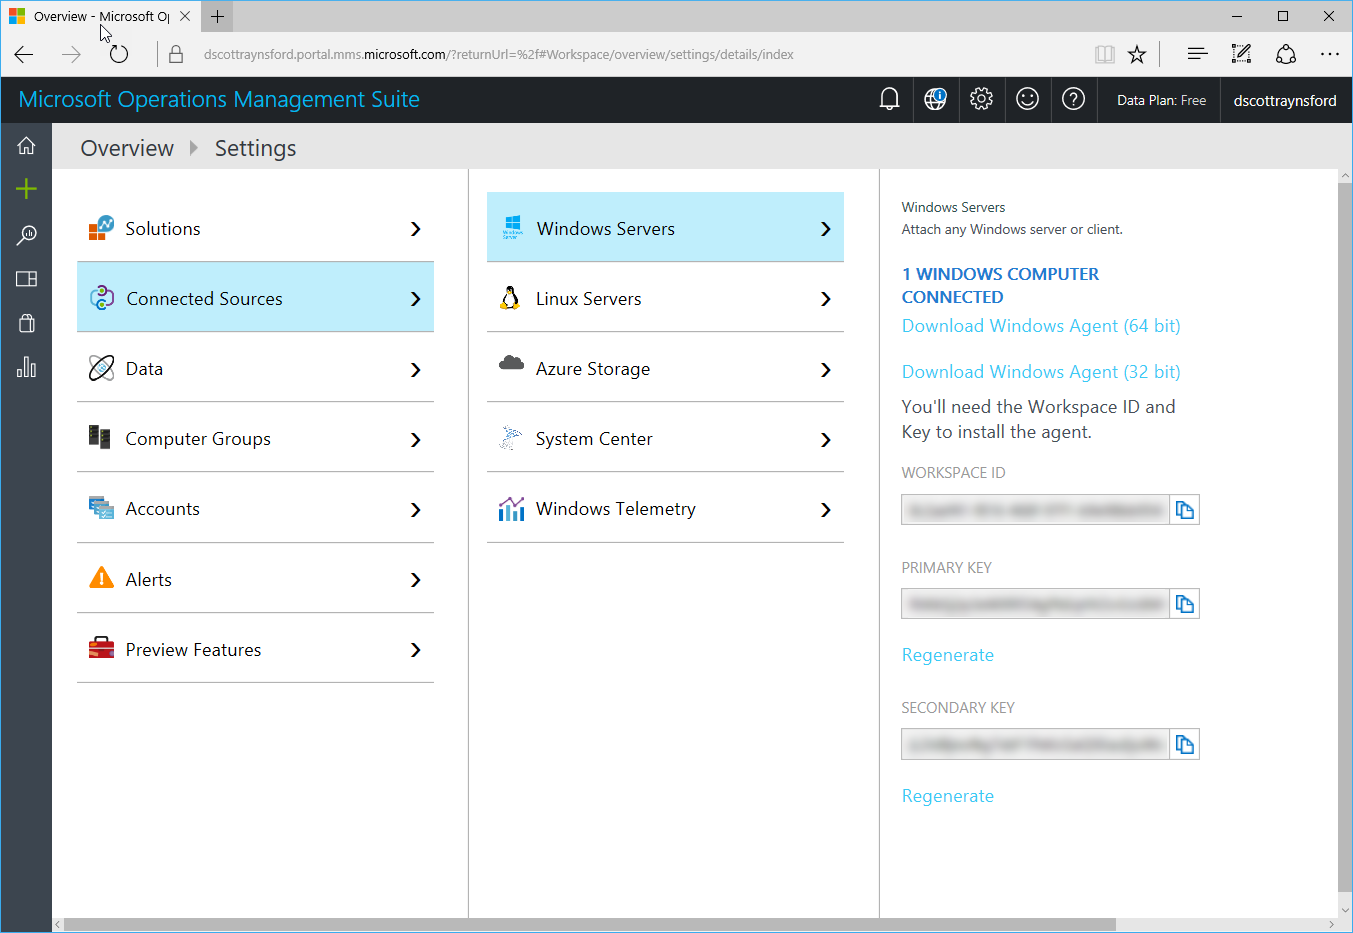 Overview - Microsoft Op
dscottraynsford.portal.mms.microsoft.com/?returnUrl=%2f#Workspace/overview/settings/details/index
Microsoft Operations Management Suite
Data Plan: Free
dscottraynsford
Overview
Settings
Solutions
Connected Sources
Data
Computer Groups
Accounts
Alerts
Preview Features
Windows Servers
Linux Servers
Azure Storage
System Center
Windows Telemetry
Windows Servers
Attach any Windows server or client.
1 WINDOWS COMPUTER
CONNECTED
Download Windows Agent (64 bit)
Download Windows Agent (32 bit)
You'll need the Workspace ID and
Key to install the agent.
WORKSPACE ID
PRIMARY KEY
Regenerate
SECONDARY KEY
Regenerate